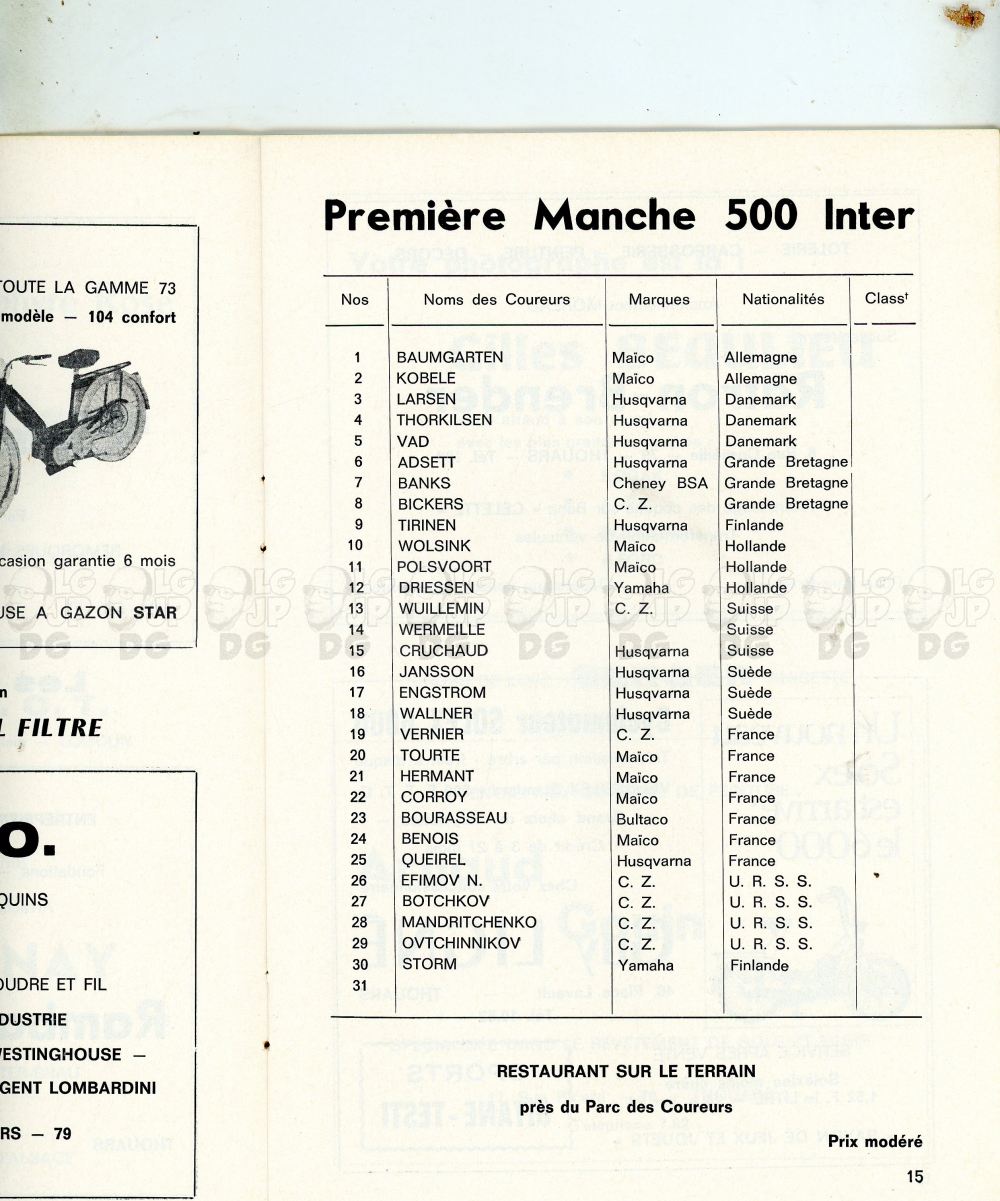 TOUTE LA GAMME 73
modèle — 104 confort
casion garantie 6 mois
USE A GAZON STAR
n
L FILTRE
O.
QUINS
OUDRE ET FIL
DUSTRIE
WESTINGHOUSE —
GENT LOMBARDINI
RS — 79
Première Manche 500 Inter
Nos Noms des Coureurs Marques Nationalités Class†
1 BAUMGARTEN Maïco Allemagne
2 KOBELE Maïco Allemagne
3 LARSEN Husqvarna Danemark
4 THORKILSEN Husqvarna Danemark
5 VAD Husqvarna Danemark
6 ADSETT Husqvarna Grande Bretagne
7 BANKS Cheney BSA Grande Bretagne
8 BICKERS C. Z. Grande Bretagne
9 TIRINEN Husqvarna Finlande
10 WOLSINK Maïco Hollande
11 POLSVOORT Maïco Hollande
12 DRIESSEN Yamaha Hollande
13 WUILLEMIN C. Z. Suisse
14 WERMEILLE Suisse
15 CRUCHAUD Husqvarna Suisse
16 JANSSON Husqvarna Suède
17 ENGSTROM Husqvarna Suède
18 WALLNER Husqvarna Suède
19 VERNIER C. Z. France
20 TOURTE Maïco France
21 HERMANT Maïco France
22 CORROY Maïco France
23 BOURASSEAU Bultaco France
24 BENOIS Maïco France
25 QUEIREL Husqvarna France
26 EFIMOV N. C. Z. U. R. S. S.
27 BOTCHKOV C. Z. U. R. S. S.
28 MANDRITCHENKO C. Z. U. R. S. S.
29 OVTCHINNIKOV C. Z. U. R. S. S.
30 STORM Yamaha Finlande
31
RESTAURANT SUR LE TERRAIN
près du Parc des Coureurs
Prix modéré
15